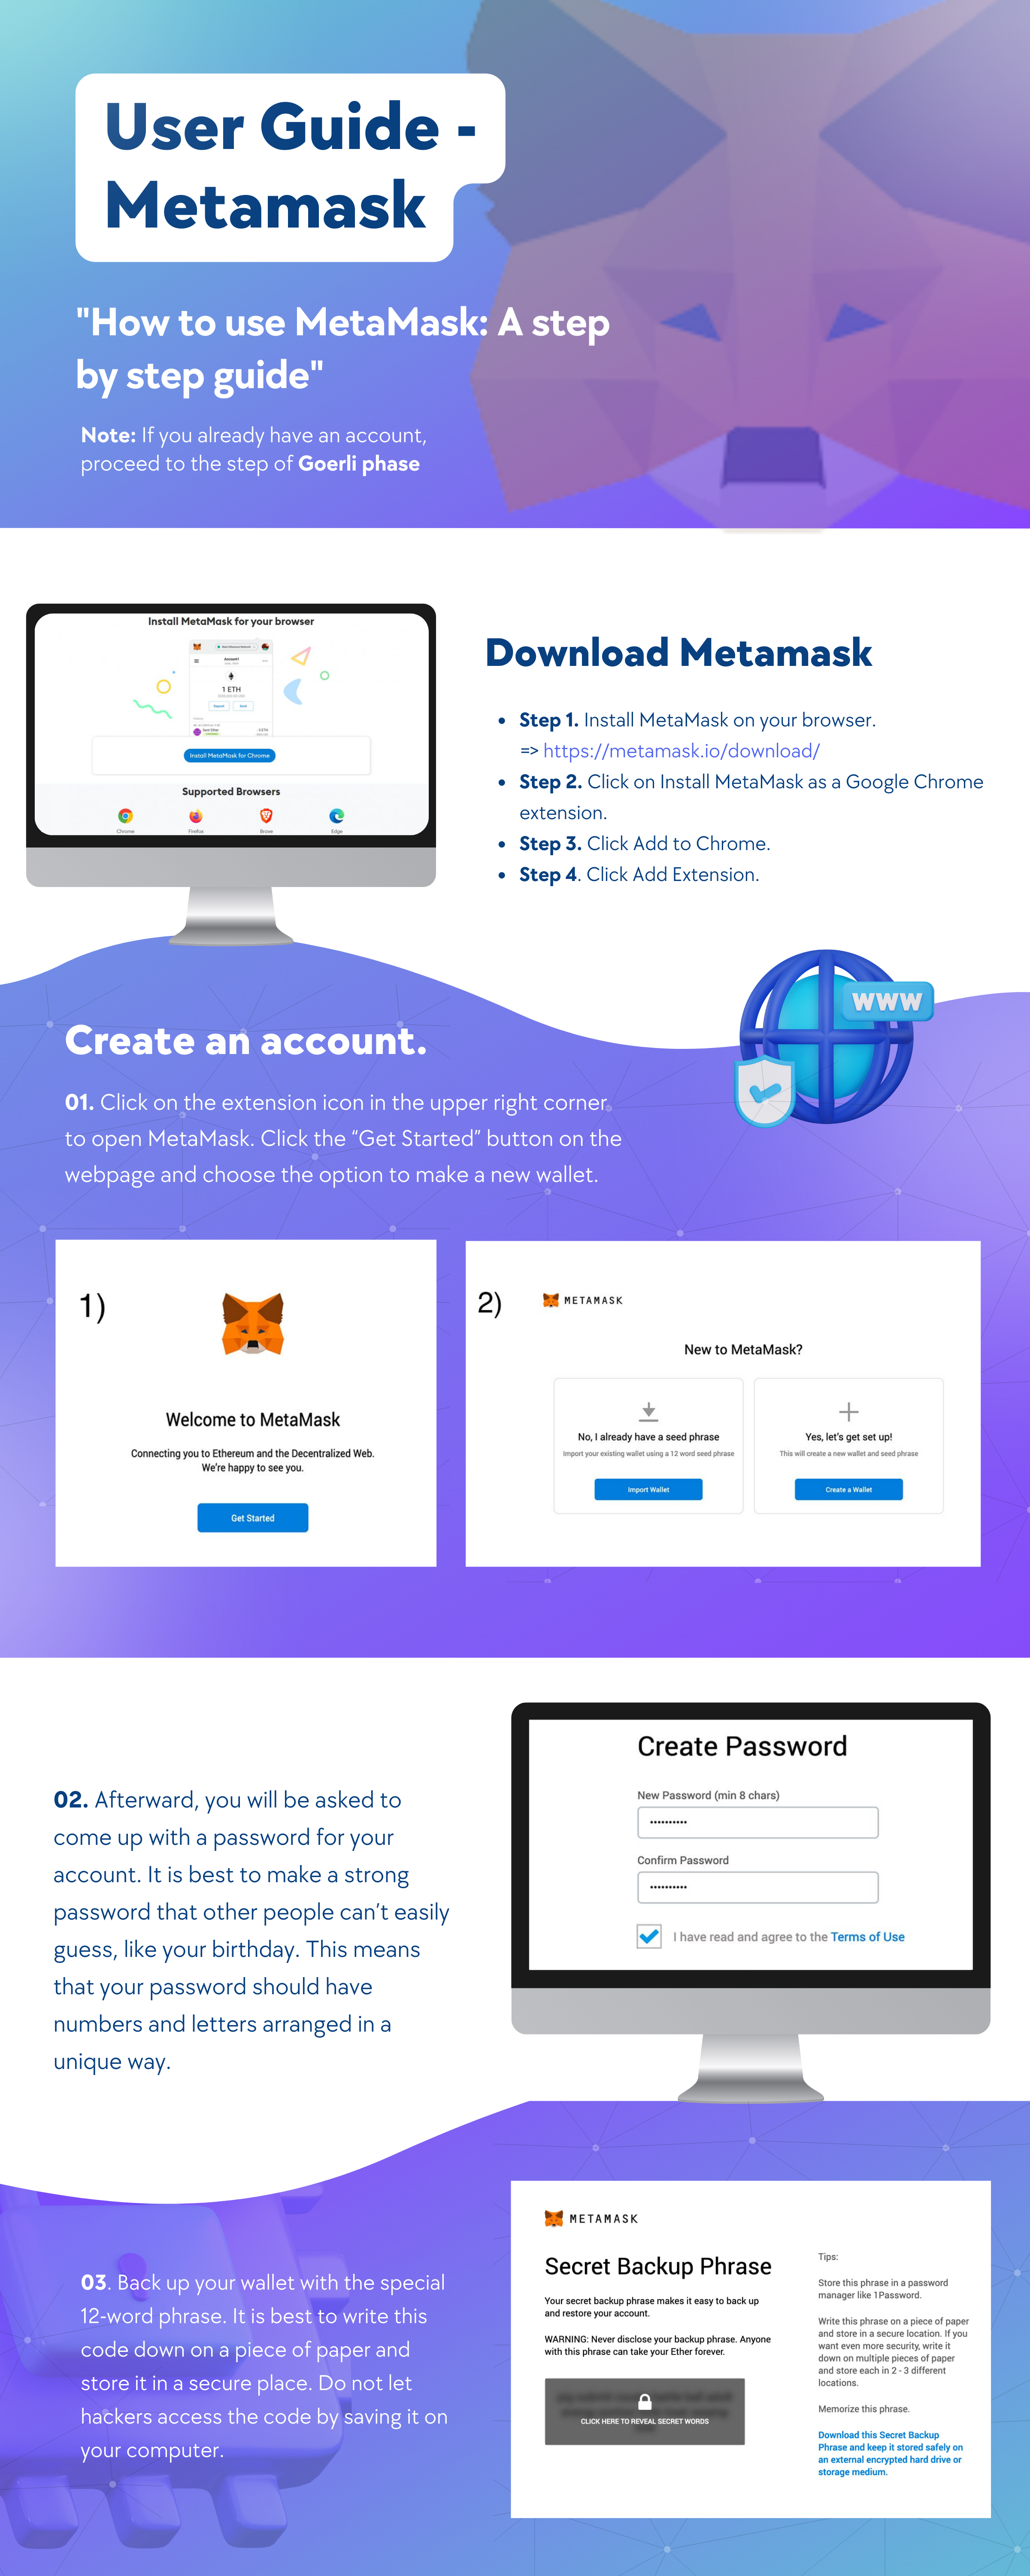 User Guide -
Metamask
"How to use MetaMask: A step
by step guide"
Note: If you already have an account,
proceed to the step of Goerli phase
Install MetaMask for your browser
Account 1
1 ETH
Deposit
Send
Install MetaMask for Chrome
Supported Browsers
Chrome
Firefox
Brave
Edge
Download Metamask
• Step 1. Install MetaMask on your browser.
=> https://metamask.io/download/
• Step 2. Click on Install MetaMask as a Google Chrome
extension.
• Step 3. Click Add to Chrome.
• Step 4. Click Add Extension.
WWW
Create an account.
01. Click on the extension icon in the upper right corner
to open MetaMask. Click the “Get Started” button on the
webpage and choose the option to make a new wallet.
1)
Welcome to MetaMask
Connecting you to Ethereum and the Decentralized Web.
We’re happy to see you.
Get Started
2)
METAMASK
New to MetaMask?
No, I already have a seed phrase
Import your existing wallet using a 12 word seed phrase
Import Wallet
Yes, let’s get set up!
This will create a new wallet and seed phrase
Create a Wallet
02. Afterward, you will be asked to
come up with a password for your
account. It is best to make a strong
password that other people can’t easily
guess, like your birthday. This means
that your password should have
numbers and letters arranged in a
unique way.
Create Password
New Password (min 8 chars)
••••••••••
Confirm Password
••••••••••
I have read and agree to the Terms of Use
03. Back up your wallet with the special
12-word phrase. It is best to write this
code down on a piece of paper and
store it in a secure place. Do not let
hackers access the code by saving it on
your computer.
METAMASK
Secret Backup Phrase
Your secret backup phrase makes it easy to back up
and restore your account.
WARNING: Never disclose your backup phrase. Anyone
with this phrase can take your Ether forever.
CLICK HERE TO REVEAL SECRET WORDS
Tips:
Store this phrase in a password
manager like 1Password.
Write this phrase on a piece of paper
and store in a secure location. If you
want even more security, write it
down on multiple pieces of paper
and store each in 2 - 3 different
locations.
Memorize this phrase.
Download this Secret Backup
Phrase and keep it stored safely on
an external encrypted hard drive or
storage medium.